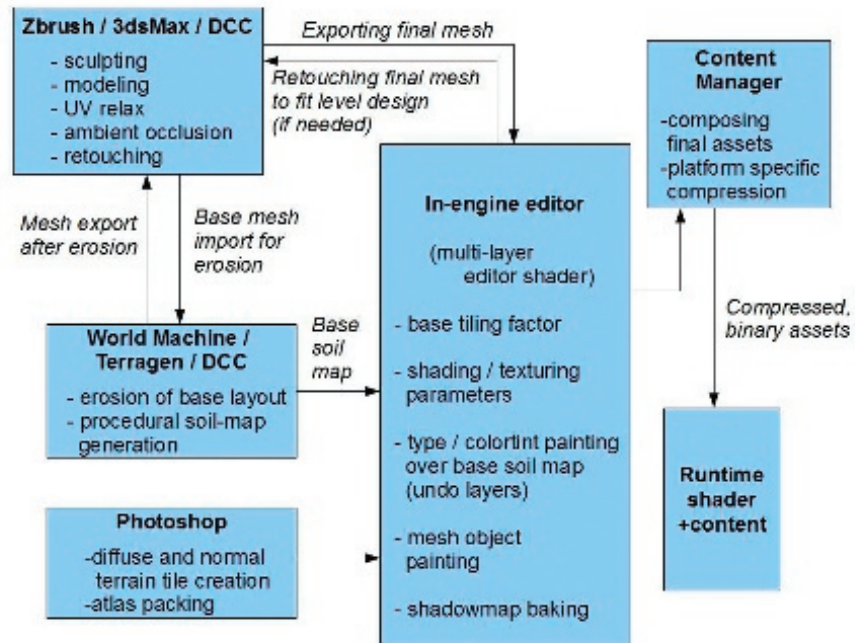 Zbrush / 3dsMax / DCC
- sculpting
- modeling
- UV relax
- ambient occlusion
- retouching
Exporting final mesh
Retouching final mesh
to fit level design
(if needed)
Content
Manager
-composing
final assets
-platform specific
compression
Mesh export
after erosion
Base mesh
import for
erosion
In-engine editor
(multi-layer
editor shader)
- base tiling factor
- shading / texturing
parameters
- type / colortint painting
over base soil map
(undo layers)
- mesh object
painting
- shadowmap baking
World Machine /
Terragen / DCC
- erosion of base layout
- procedural soil-map
generation
Base
soil
map
Compressed,
binary assets
Photoshop
-diffuse and normal
terrain tile creation
-atlas packing
Runtime
shader
+content